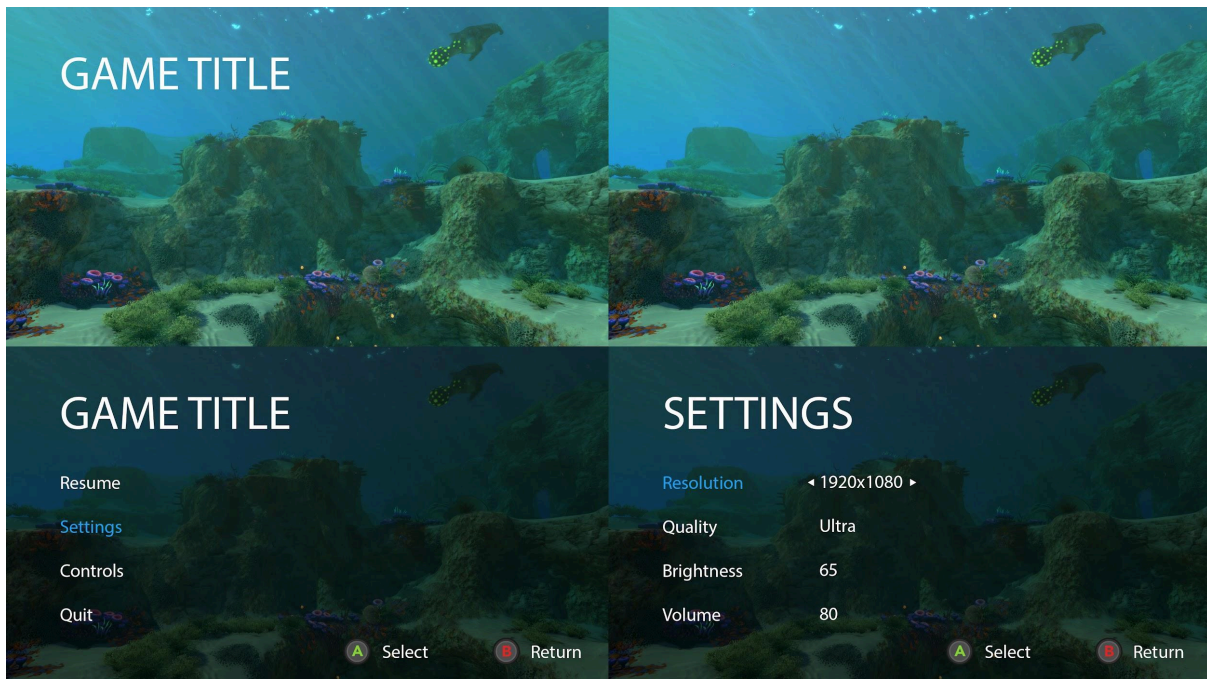 GAME TITLE
GAME TITLE
Resume
Settings
Controls
Quit
A Select B Return
SETTINGS
Resolution ◂ 1920x1080 ▸
Quality Ultra
Brightness 65
Volume 80
A Select B Return